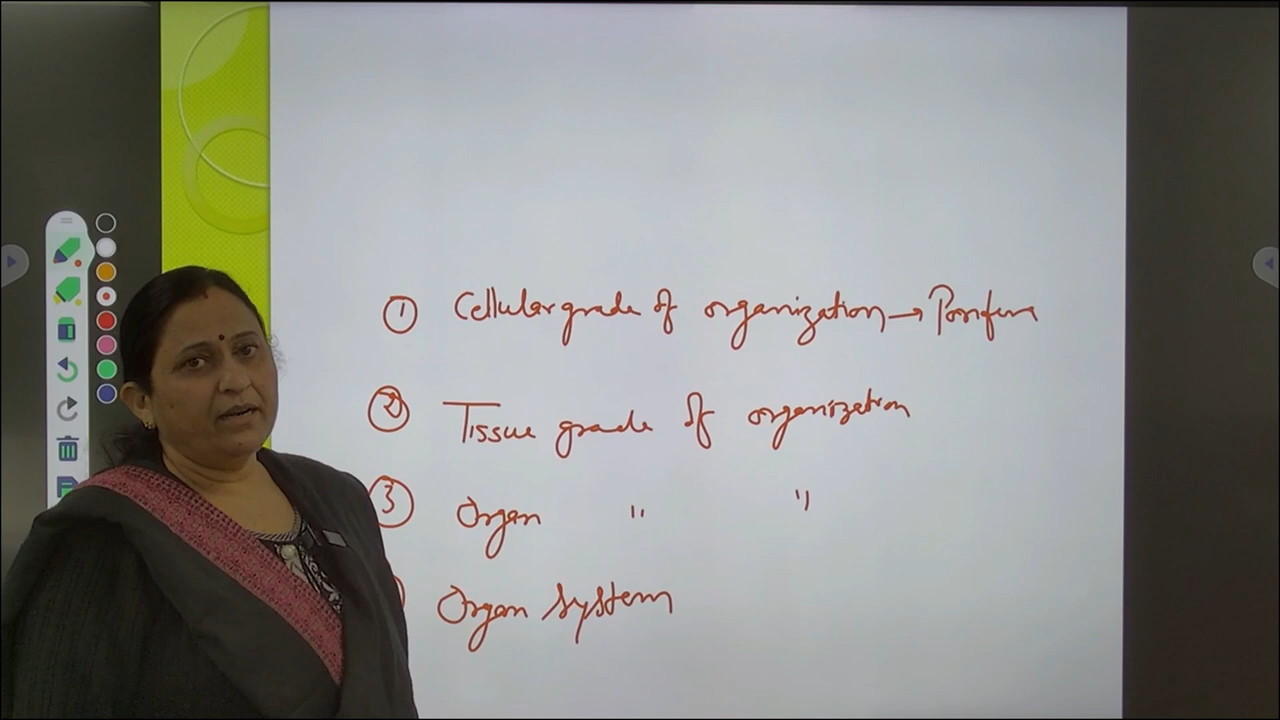 ① Cellular grade of organization → Porifera
② Tissue grade of organization
③ Organ " "
Organ system